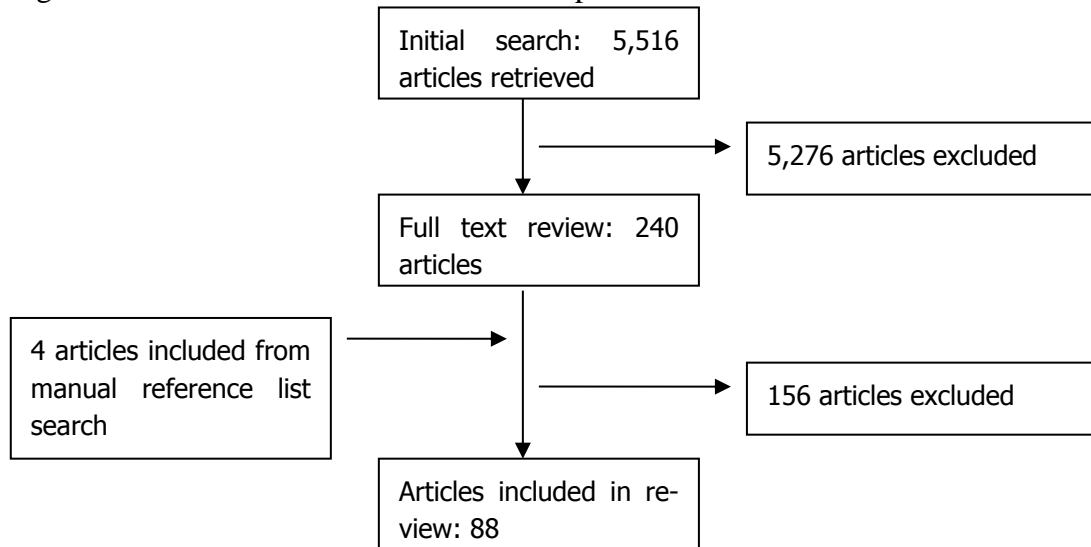 Initial search: 5,516
articles retrieved
5,276 articles excluded
Full text review: 240
articles
4 articles included from
manual reference list
search
156 articles excluded
Articles included in re-
view: 88